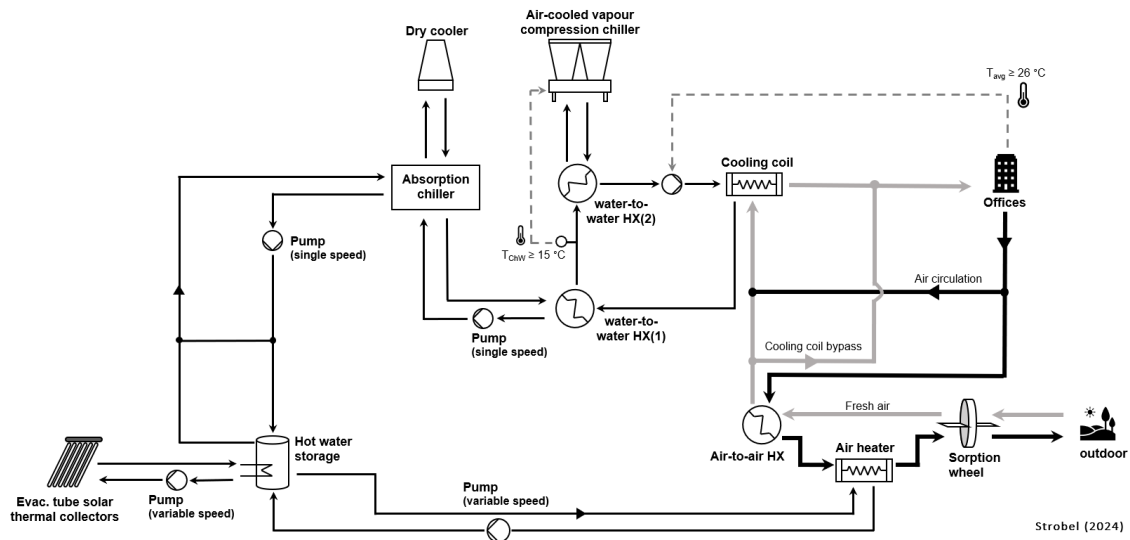 Air-cooled vapour
compression chiller
Dry cooler
T_avg ≥ 26 °C
Absorption
chiller
Cooling coil
water-to-
water HX(2)
Offices
Pump
(single speed)
T_ChW ≥ 15 °C
Air circulation
water-to-
water HX(1)
Pump
(single speed)
Cooling coil bypass
Fresh air
Hot water
storage
Air-to-air HX
Air heater
Sorption
wheel
outdoor
Evac. tube solar
thermal collectors
Pump
(variable speed)
Pump
(variable speed)
Strobel (2024)